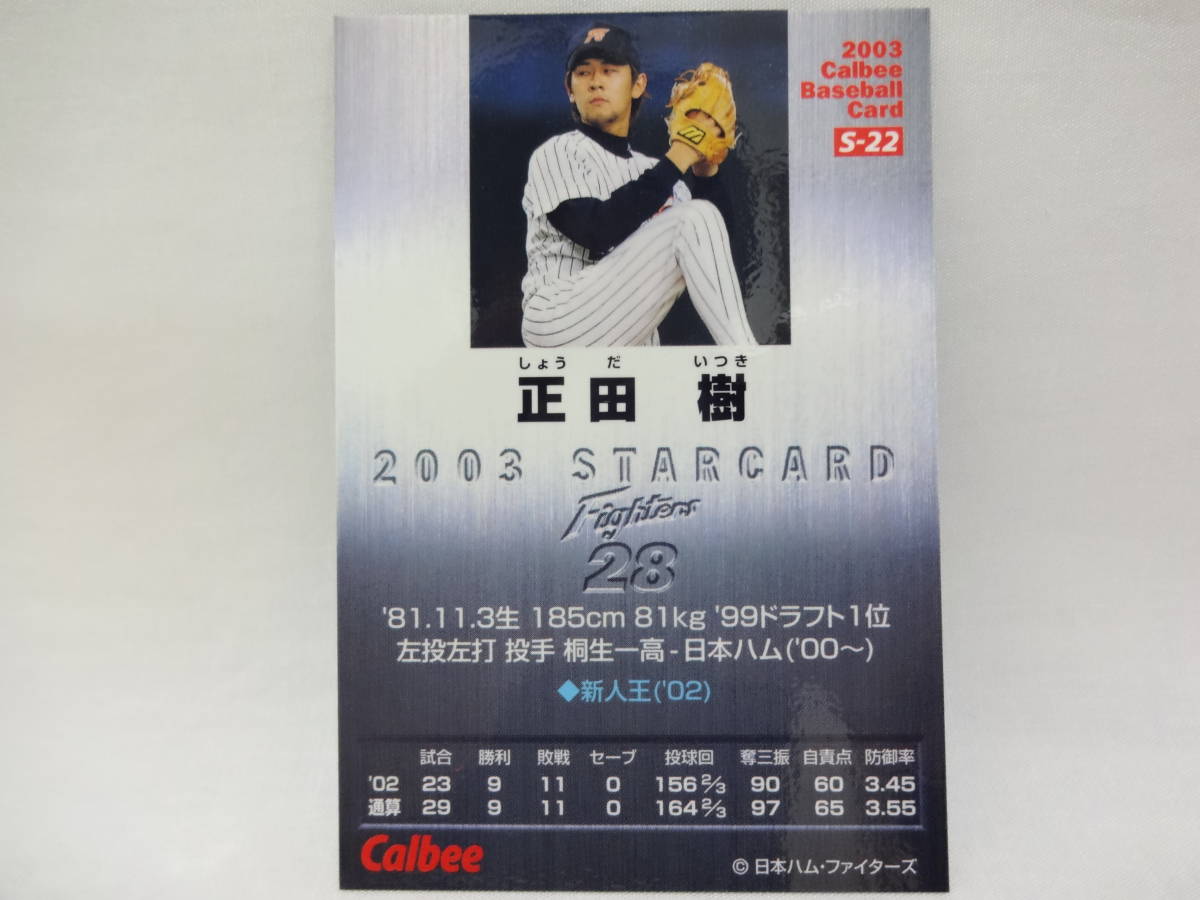 2003
Calbee
Baseball
Card
S-22
しょう だ いつき
正田 樹
2003 STARCARD
Fighters
28
'81.11.3生 185cm 81kg '99ドラフト1位
左投左打 投手 桐生一高-日本ハム('00〜)
◆新人王('02)
試合 勝利 敗戦 セーブ 投球回 奪三振 自責点 防御率
'02 23 9 11 0 156 2/3 90 60 3.45
通算 29 9 11 0 164 2/3 97 65 3.55
Calbee
© 日本ハム・ファイターズ